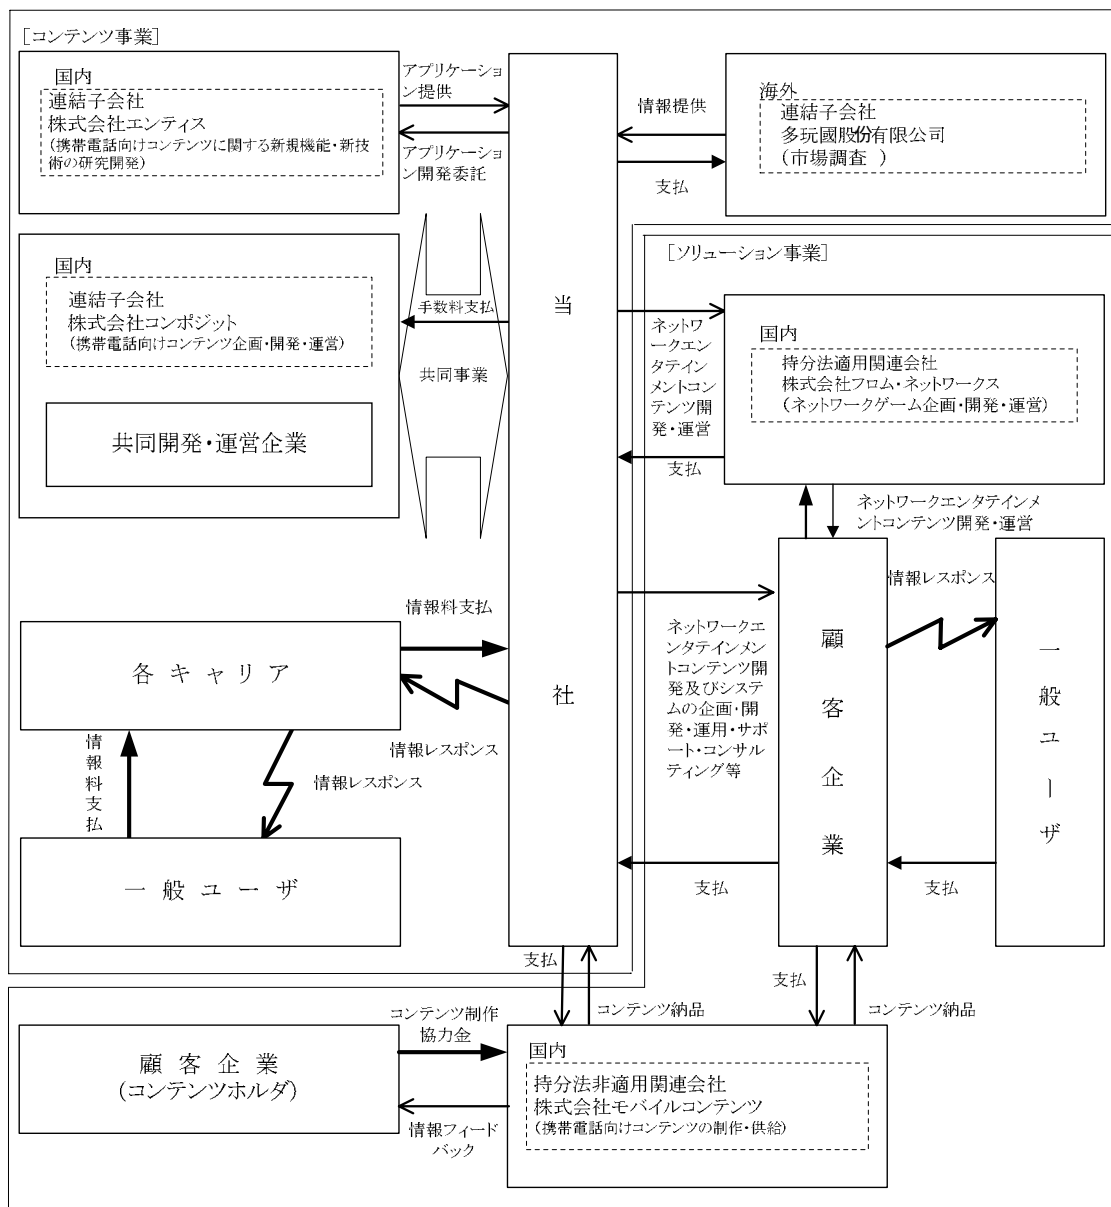 [コンテンツ事業]
国内
連結子会社
株式会社エンティス
(携帯電話向けコンテンツに関する新規機能・新技
術の研究開発)
アプリケーショ
ン提供
アプリケーショ
ン開発委託
情報提供
支払
海外
連結子会社
多玩國股份有限公司
(市場調査 )
[ソリューション事業]
国内
連結子会社
株式会社コンポジット
(携帯電話向けコンテンツ企画・開発・運営)
共同開発・運営企業
手数料支払
共同事業
当
社
ネットワ
ークエン
タテイン
メントコン
テンツ開
発・運営
支払
国内
持分法適用関連会社
株式会社フロム・ネットワークス
(ネットワークゲーム企画・開発・運営)
ネットワークエンタテインメ
ントコンテンツ開発・運営
情報料支払
各キャリア
情報レスポンス
情報料支払
情報レスポンス
一般ユーザ
ネットワークエ
ンタテインメン
トコンテンツ開
発及びシステ
ムの企画・開
発・運用・サポ
ート・コンサル
ティング等
顧客企業
情報レスポンス
一般ユーザ
支払
支払
支払
コンテンツ納品
支払
コンテンツ納品
顧客企業
(コンテンツホルダ)
コンテンツ制作
協力金
情報フィード
バック
国内
持分法非適用関連会社
株式会社モバイルコンテンツ
(携帯電話向けコンテンツの制作・供給)